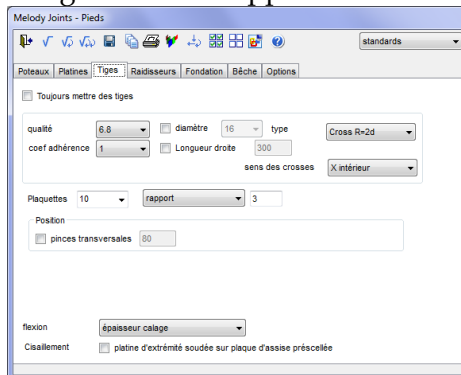 Melody Joints - Pieds
standards
Poteaux Platines Tiges Raidisseurs Fondation Bêche Options
Toujours mettre des tiges
qualité 6.8 diamètre 16 type Cross R=2d
coef adhérence 1 Longueur droite 300
sens des crosses X intérieur
Plaquettes 10 rapport 3
Position
pinces transversales 80
flexion épaisseur calage
Cisaillement platine d'extrémité soudée sur plaque d'assise préscellée